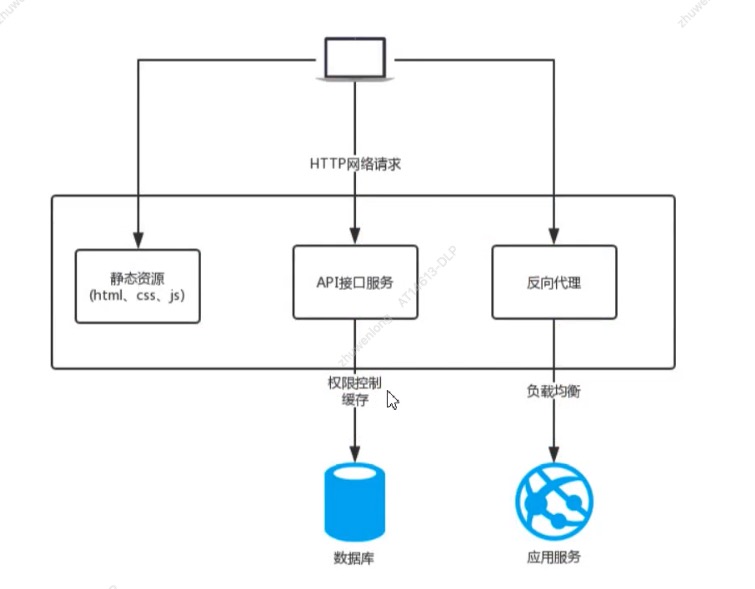 HTTP网络请求
静态资源
(html、css、js)
API接口服务
反向代理
权限控制
缓存
负载均衡
数据库
应用服务